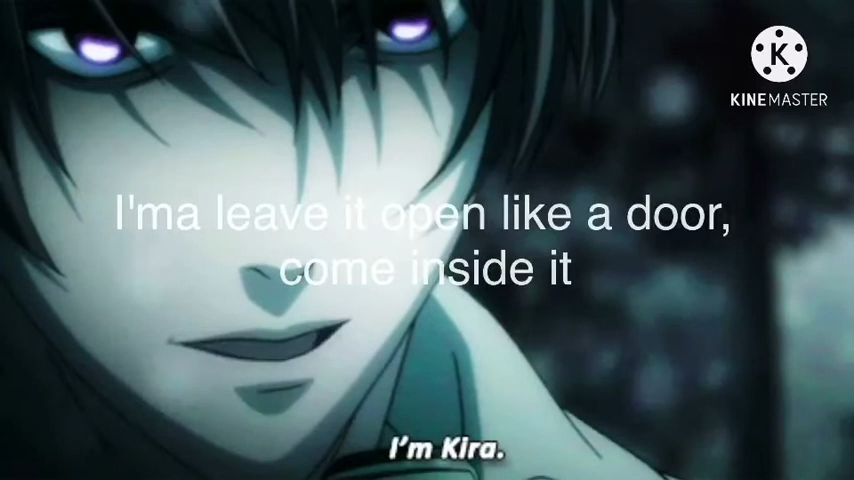 K
KINEMASTER
I'ma leave it open like a door,
come inside it
I'm Kira.